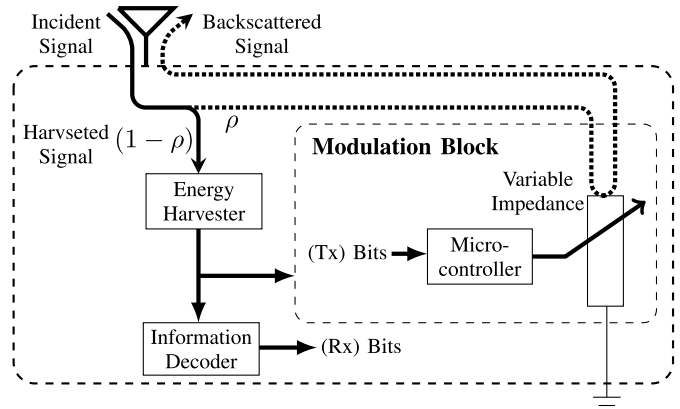 Incident
Signal
Backscattered
Signal
Harvseted
Signal
(1 − ρ)
ρ
Modulation Block
Variable
Impedance
Energy
Harvester
(Tx) Bits
Micro-
controller
Information
Decoder
(Rx) Bits